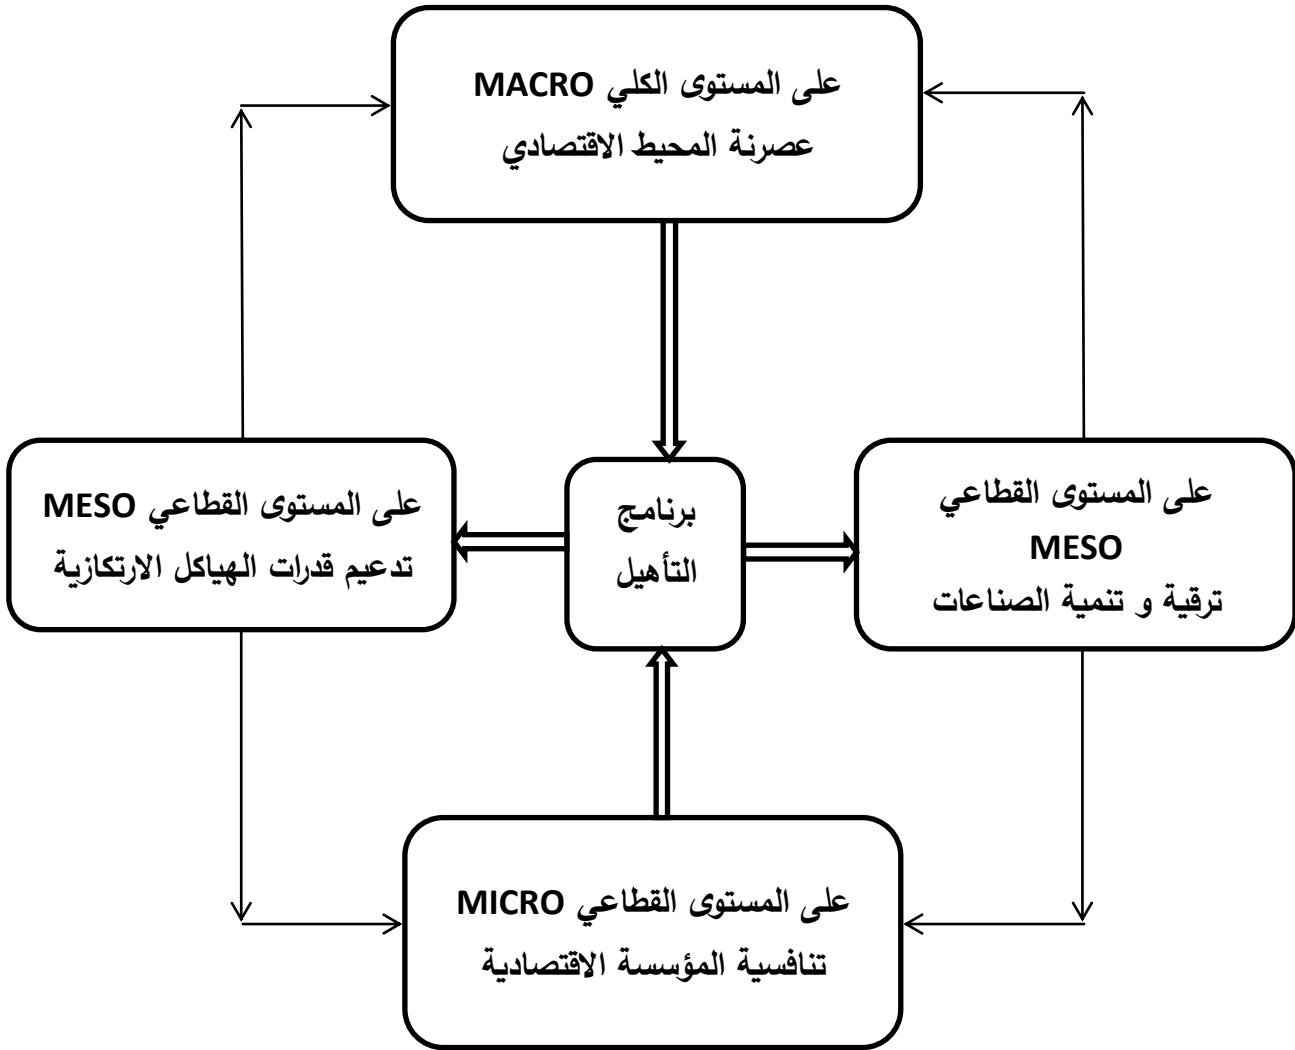 على المستوى الكلي MACRO
عصرنة المحيط الاقتصادي
على المستوى القطاعي
MESO
ترقية و تنمية الصناعات
برنامج
التأهيل
على المستوى القطاعي MESO
تدعيم قدرات الهياكل الارتكازية
على المستوى القطاعي MICRO
تنافسية المؤسسة الاقتصادية